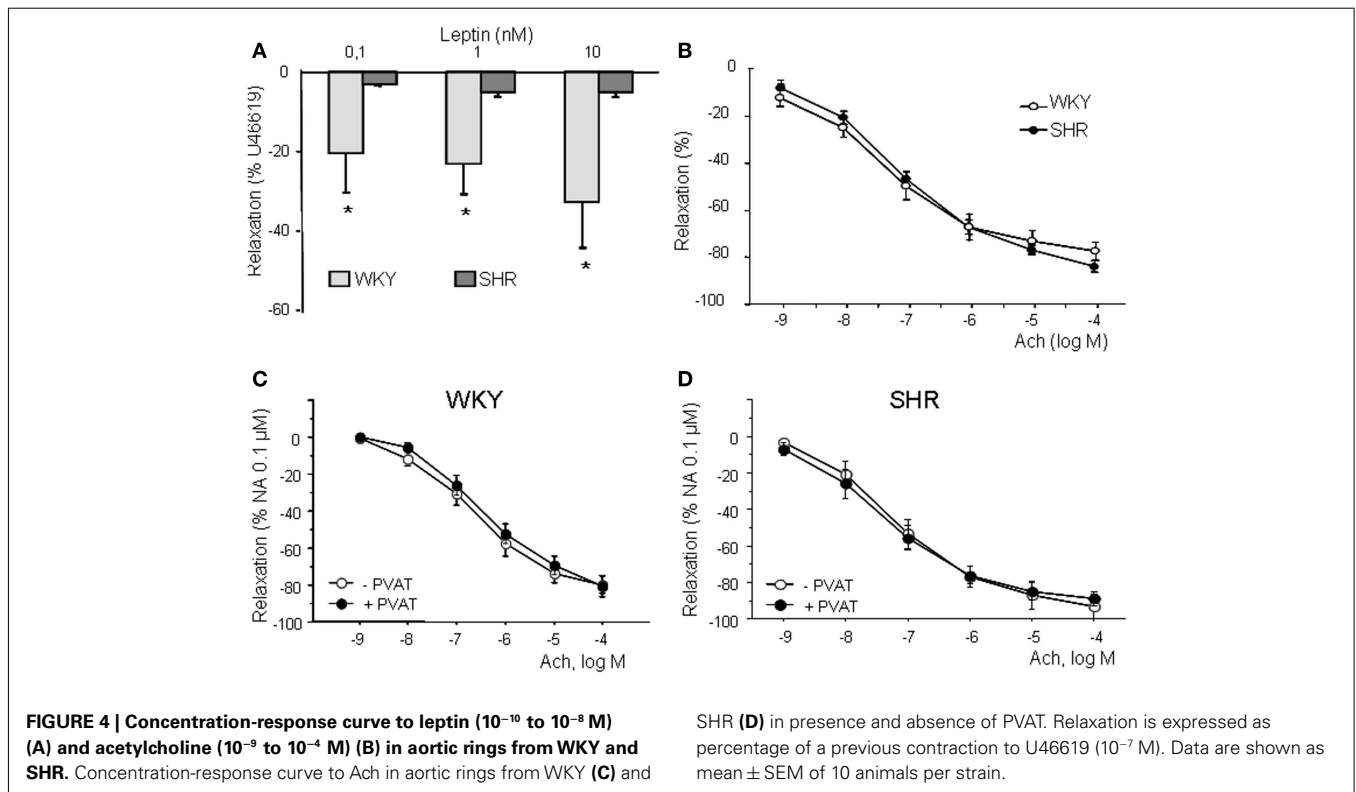 Leptin (nM)
A
0,1 1 10
0
-20
-40
-60
Relaxation (% U46619)
* * *
WKY SHR
B
0
-20
-40
-60
-80
-100
Relaxation (%)
WKY
SHR
-9 -8 -7 -6 -5 -4
Ach (log M)
C
WKY
0
-20
-40
-60
-80
-100
Relaxation (% NA 0.1 µM)
- PVAT
+ PVAT
-9 -8 -7 -6 -5 -4
Ach, log M
D
SHR
0
-20
-40
-60
-80
-100
Relaxation (% NA 0.1 µM)
- PVAT
+ PVAT
-9 -8 -7 -6 -5 -4
Ach, log M
FIGURE 4 | Concentration-response curve to leptin (10⁻¹⁰ to 10⁻⁸ M)
(A) and acetylcholine (10⁻⁹ to 10⁻⁴ M) (B) in aortic rings from WKY and
SHR. Concentration-response curve to Ach in aortic rings from WKY (C) and
SHR (D) in presence and absence of PVAT. Relaxation is expressed as
percentage of a previous contraction to U46619 (10⁻⁷ M). Data are shown as
mean ± SEM of 10 animals per strain.